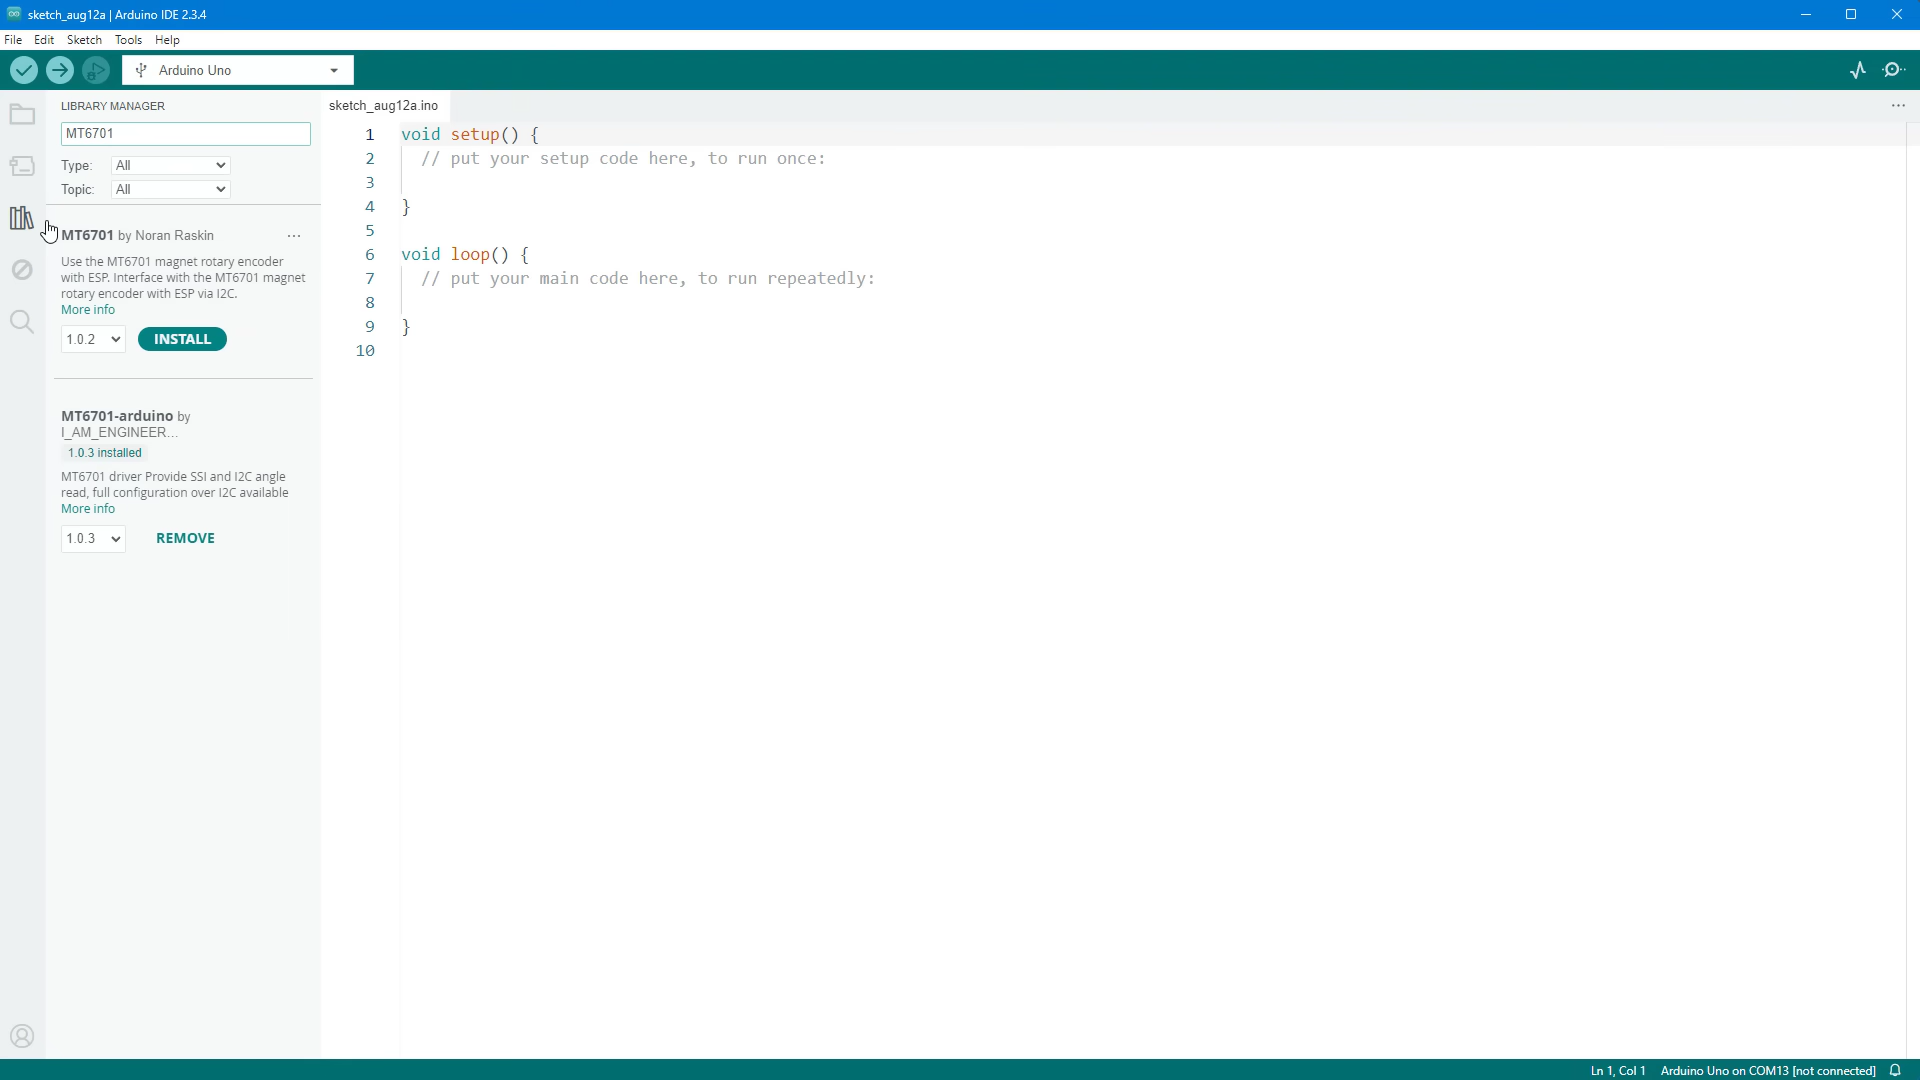 sketch_aug12a | Arduino IDE 2.3.4
File Edit Sketch Tools Help
Arduino Uno
LIBRARY MANAGER
MT6701
Type: All
Topic: All
MT6701 by Noran Raskin ...
Use the MT6701 magnet rotary encoder
with ESP. Interface with the MT6701 magnet
rotary encoder with ESP via I2C.
More info
1.0.2 INSTALL
MT6701-arduino by
I_AM_ENGINEER...
1.0.3 installed
MT6701 driver Provide SSI and I2C angle
read, full configuration over I2C available
More info
1.0.3 REMOVE
sketch_aug12a.ino ...
1 void setup() {
2 // put your setup code here, to run once:
3
4 }
5
6 void loop() {
7 // put your main code here, to run repeatedly:
8
9 }
10
Ln 1, Col 1 Arduino Uno on COM13 [not connected]